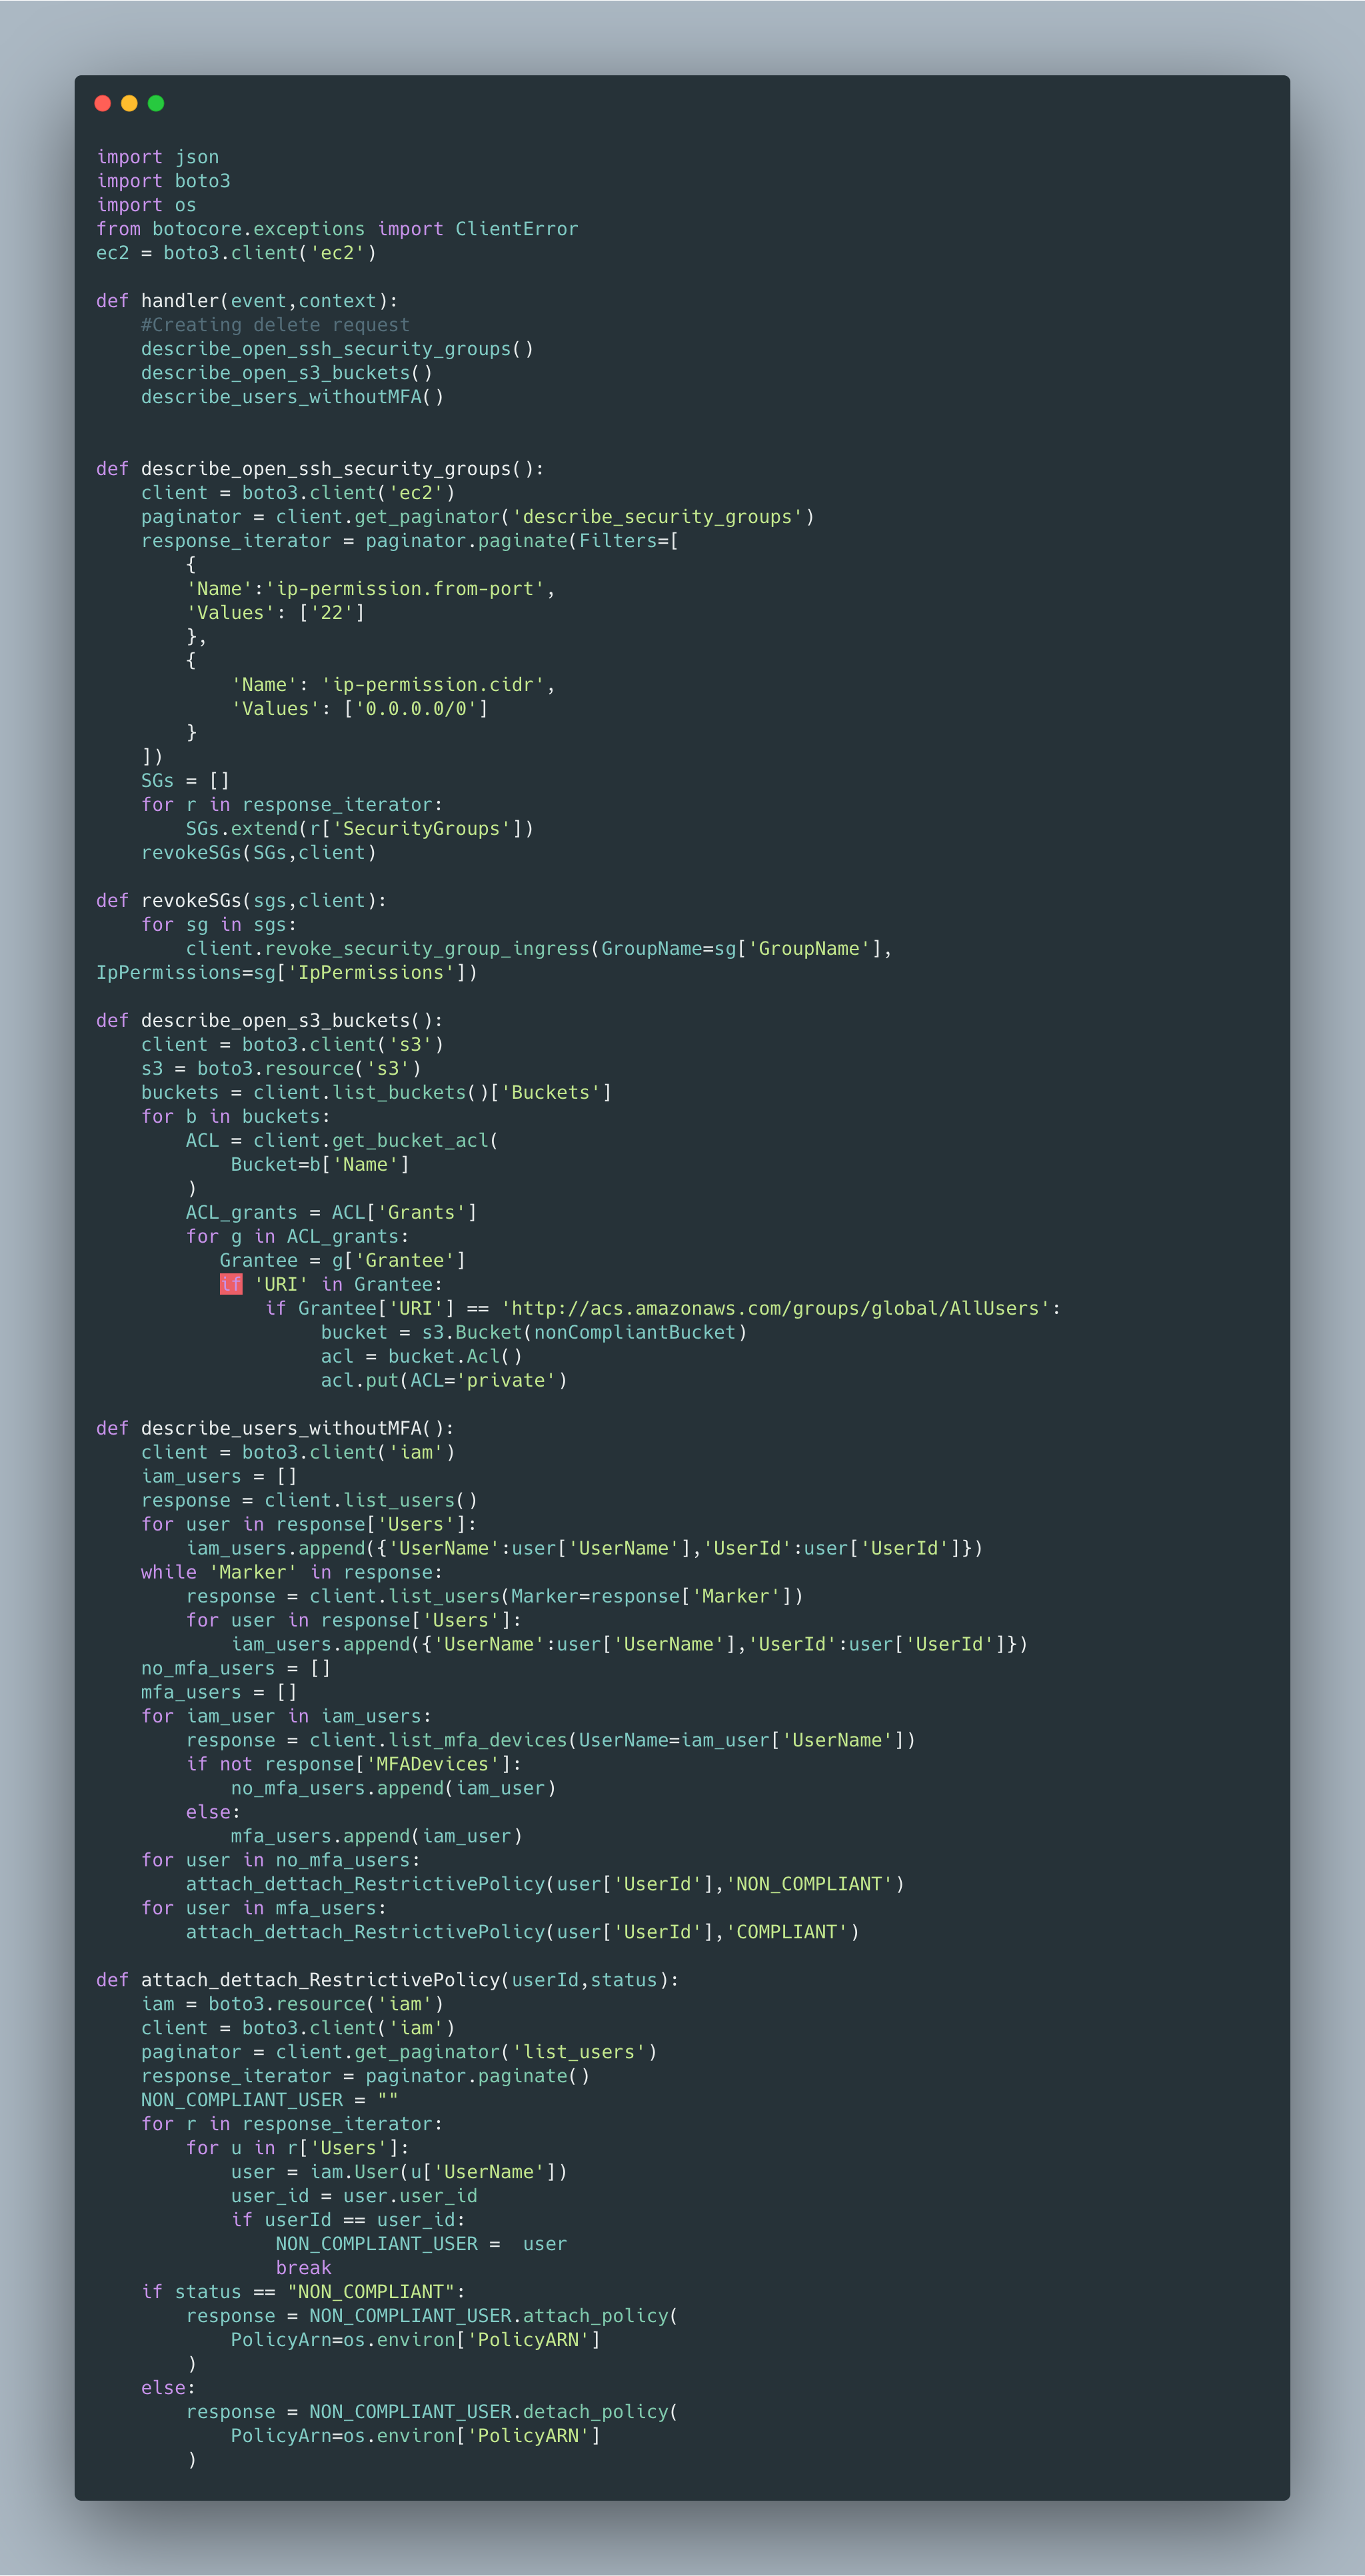 import json
import boto3
import os
from botocore.exceptions import ClientError
ec2 = boto3.client('ec2')

def handler(event,context):
    #Creating delete request
    describe_open_ssh_security_groups()
    describe_open_s3_buckets()
    describe_users_withoutMFA()


def describe_open_ssh_security_groups():
    client = boto3.client('ec2')
    paginator = client.get_paginator('describe_security_groups')
    response_iterator = paginator.paginate(Filters=[
        {
        'Name':'ip-permission.from-port',
        'Values': ['22']
        },
        {
            'Name': 'ip-permission.cidr',
            'Values': ['0.0.0.0/0']
        }
    ])
    SGs = []
    for r in response_iterator:
        SGs.extend(r['SecurityGroups'])
    revokeSGs(SGs,client)

def revokeSGs(sgs,client):
    for sg in sgs:
        client.revoke_security_group_ingress(GroupName=sg['GroupName'],
IpPermissions=sg['IpPermissions'])

def describe_open_s3_buckets():
    client = boto3.client('s3')
    s3 = boto3.resource('s3')
    buckets = client.list_buckets()['Buckets']
    for b in buckets:
        ACL = client.get_bucket_acl(
            Bucket=b['Name']
        )
        ACL_grants = ACL['Grants']
        for g in ACL_grants:
           Grantee = g['Grantee']
           if 'URI' in Grantee:
               if Grantee['URI'] == 'http://acs.amazonaws.com/groups/global/AllUsers':
                    bucket = s3.Bucket(nonCompliantBucket)
                    acl = bucket.Acl()
                    acl.put(ACL='private')

def describe_users_withoutMFA():
    client = boto3.client('iam')
    iam_users = []
    response = client.list_users()
    for user in response['Users']:
        iam_users.append({'UserName':user['UserName'],'UserId':user['UserId']})
    while 'Marker' in response:
        response = client.list_users(Marker=response['Marker'])
        for user in response['Users']:
            iam_users.append({'UserName':user['UserName'],'UserId':user['UserId']})
    no_mfa_users = []
    mfa_users = []
    for iam_user in iam_users:
        response = client.list_mfa_devices(UserName=iam_user['UserName'])
        if not response['MFADevices']:
            no_mfa_users.append(iam_user)
        else:
            mfa_users.append(iam_user)
    for user in no_mfa_users:
        attach_dettach_RestrictivePolicy(user['UserId'],'NON_COMPLIANT')
    for user in mfa_users:
        attach_dettach_RestrictivePolicy(user['UserId'],'COMPLIANT')

def attach_dettach_RestrictivePolicy(userId,status):
    iam = boto3.resource('iam')
    client = boto3.client('iam')
    paginator = client.get_paginator('list_users')
    response_iterator = paginator.paginate()
    NON_COMPLIANT_USER = ""
    for r in response_iterator:
        for u in r['Users']:
            user = iam.User(u['UserName'])
            user_id = user.user_id
            if userId == user_id:
                NON_COMPLIANT_USER =  user
                break
    if status == "NON_COMPLIANT":
        response = NON_COMPLIANT_USER.attach_policy(
            PolicyArn=os.environ['PolicyARN']
        )
    else:
        response = NON_COMPLIANT_USER.detach_policy(
            PolicyArn=os.environ['PolicyARN']
        )